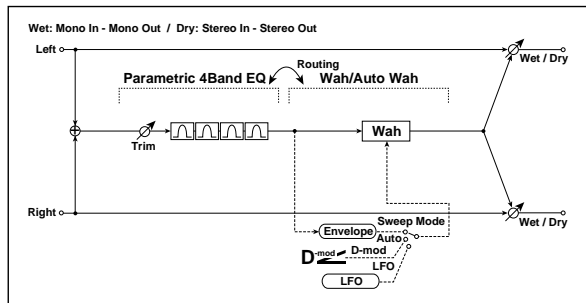 Wet: Mono In - Mono Out / Dry: Stereo In - Stereo Out
Left
Wet / Dry
Routing
Parametric 4Band EQ
Wah/Auto Wah
Trim
Wah
Right
Wet / Dry
Envelope
Sweep Mode
Auto
D-mod
D-mod
LFO
LFO